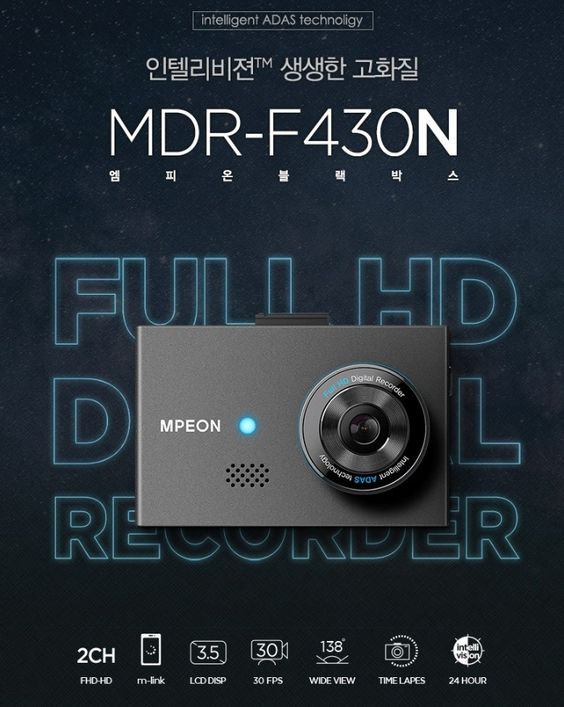 intelligent ADAS technoligy
인텔리비젼™ 생생한 고화질
MDR-F430N
엠피온블랙박스
FULL HD
D AL
RECORDER
Full HD Digital Recorder
MPEON
Intelligent ADAS technology
2CH
FHD-HD
m-link
3.5
LCD DISP
30
30 FPS
138°
WIDE VIEW
TIME LAPES
intelli
vision
24 HOUR